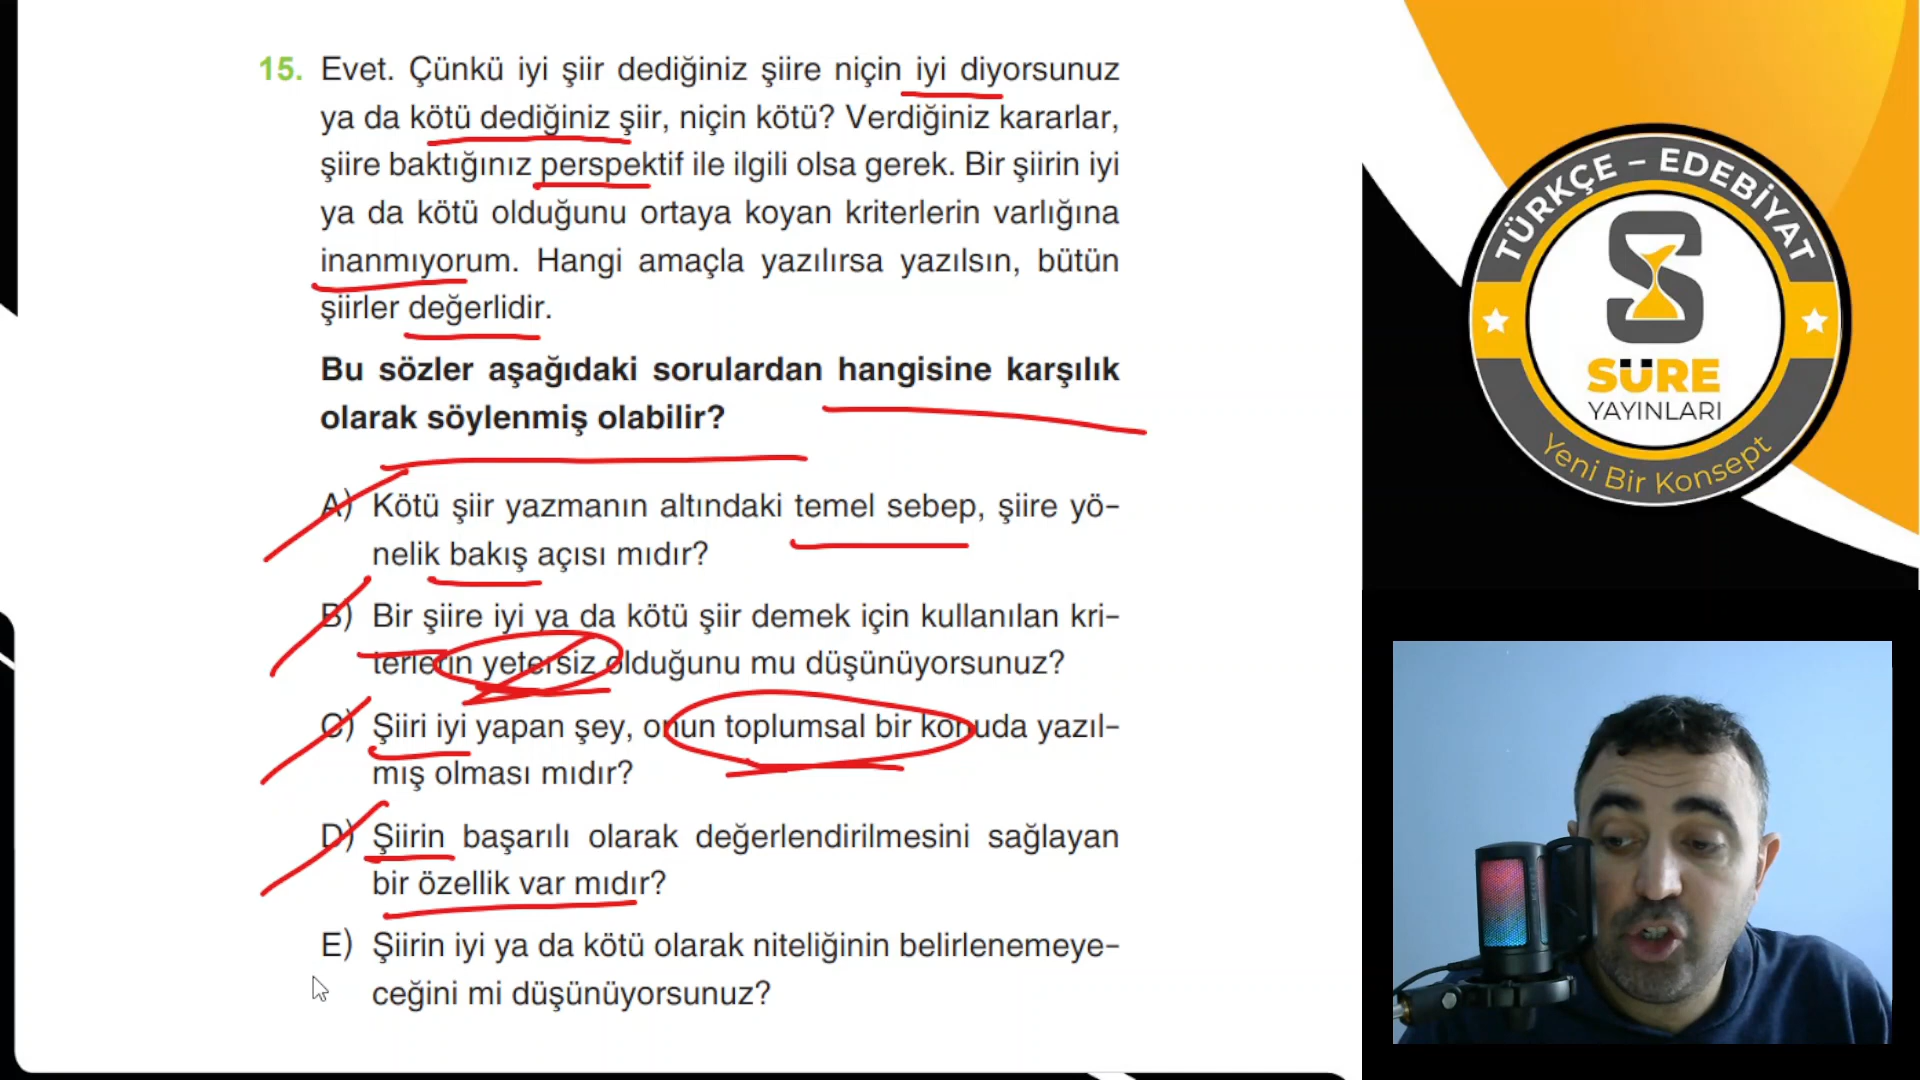 15. Evet. Çünkü iyi şiir dediğiniz şiire niçin iyi diyorsunuz
ya da kötü dediğiniz şiir, niçin kötü? Verdiğiniz kararlar,
şiire baktığınız perspektif ile ilgili olsa gerek. Bir şiirin iyi
ya da kötü olduğunu ortaya koyan kriterlerin varlığına
inanmıyorum. Hangi amaçla yazılırsa yazılsın, bütün
şiirler değerlidir.
Bu sözler aşağıdaki sorulardan hangisine karşılık
olarak söylenmiş olabilir?
A) Kötü şiir yazmanın altındaki temel sebep, şiire yö-
nelik bakış açısı mıdır?
B) Bir şiire iyi ya da kötü şiir demek için kullanılan kri-
terlerin yetersiz olduğunu mu düşünüyorsunuz?
C) Şiiri iyi yapan şey, onun toplumsal bir konuda yazıl-
mış olması mıdır?
D) Şiirin başarılı olarak değerlendirilmesini sağlayan
bir özellik var mıdır?
E) Şiirin iyi ya da kötü olarak niteliğinin belirlenemeye-
ceğini mi düşünüyorsunuz?
TÜRKÇE – EDEBİYAT
SÜRE
YAYINLARI
Yeni Bir Konsept